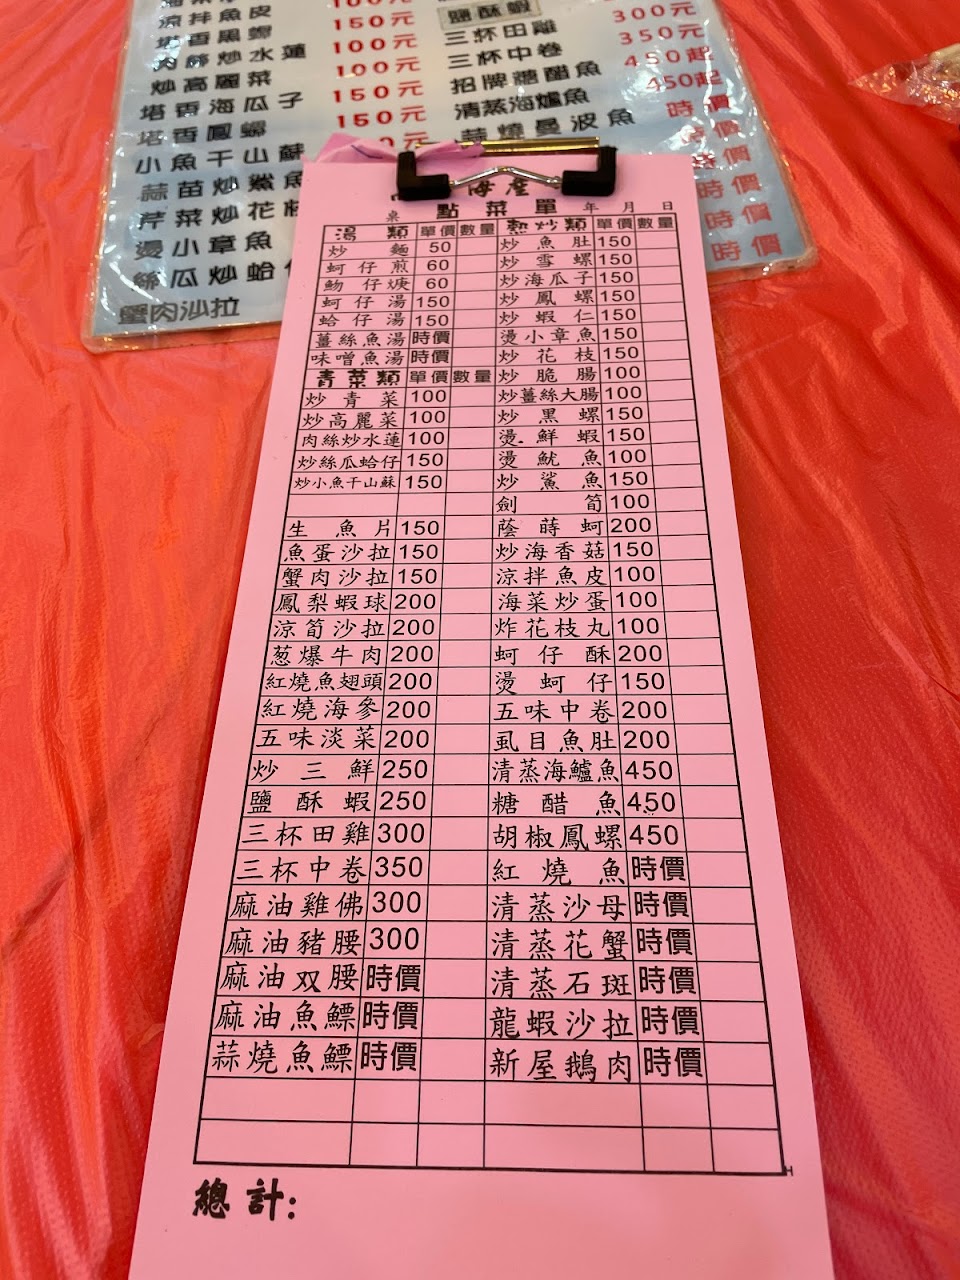 涼拌魚皮 150元
塔香黑螺 100元
肉絲炒水蓮 100元
炒高麗菜 150元
塔香海瓜子 150元
塔香鳳螺
小魚干山蘇
蒜苗炒鯊魚
芹菜炒花枝
燙小章魚
絲瓜炒蛤
蟹肉沙拉
鹽酥蝦 300元
三杯田雞 350元
三杯中卷 450起
招牌糖醋魚 450起
清蒸海鱸魚 時價
蒜燒曼波魚 時價
時價
時價
時價
海產
點菜單
桌 年 月 日
湯類 單價 數量 熱炒類 單價 數量
炒麵 50 炒魚肚 150
蚵仔煎 60 炒雪螺 150
魩仔焿 60 炒海瓜子 150
蚵仔湯 150 炒鳳螺 150
蛤仔湯 150 炒蝦仁 150
薑絲魚湯 時價 燙小章魚 150
味噌魚湯 時價 炒花枝 150
青菜類 單價 數量 炒脆腸 100
炒青菜 100 炒薑絲大腸 100
炒高麗菜 100 炒黑螺 150
肉絲炒水蓮 100 燙鮮蝦 150
炒絲瓜蛤仔 150 燙魷魚 100
炒小魚干山蘇 150 炒鯊魚 150
劍筍 100
生魚片 150 蔭蒔蚵 200
魚蛋沙拉 150 炒海香菇 150
蟹肉沙拉 150 涼拌魚皮 100
鳳梨蝦球 200 海菜炒蛋 100
涼筍沙拉 200 炸花枝丸 100
葱爆牛肉 200 蚵仔酥 200
紅燒魚翅頭 200 燙蚵仔 150
紅燒海參 200 五味中卷 200
五味淡菜 200 虱目魚肚 200
炒三鮮 250 清蒸海鱸魚 450
鹽酥蝦 250 糖醋魚 450
三杯田雞 300 胡椒鳳螺 450
三杯中卷 350 紅燒魚 時價
麻油雞佛 300 清蒸沙母 時價
麻油豬腰 300 清蒸花蟹 時價
麻油双腰 時價 清蒸石斑 時價
麻油魚鰾 時價 龍蝦沙拉 時價
蒜燒魚鰾 時價 新屋鵝肉 時價
總計: